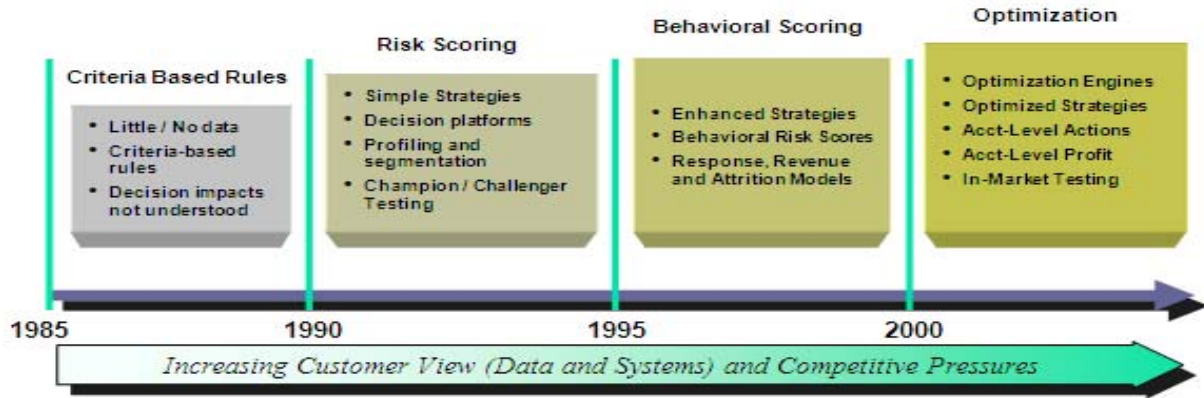 Criteria Based Rules
• Little / No data
• Criteria-based
rules
• Decision impacts
not understood
Risk Scoring
• Simple Strategies
• Decision platforms
• Profiling and
segmentation
• Champion / Challenger
Testing
Behavioral Scoring
• Enhanced Strategies
• Behavioral Risk Scores
• Response, Revenue
and Attrition Models
Optimization
• Optimization Engines
• Optimized Strategies
• Acct-Level Actions
• Acct-Level Profit
• In-Market Testing
1985 1990 1995 2000
Increasing Customer View (Data and Systems) and Competitive Pressures